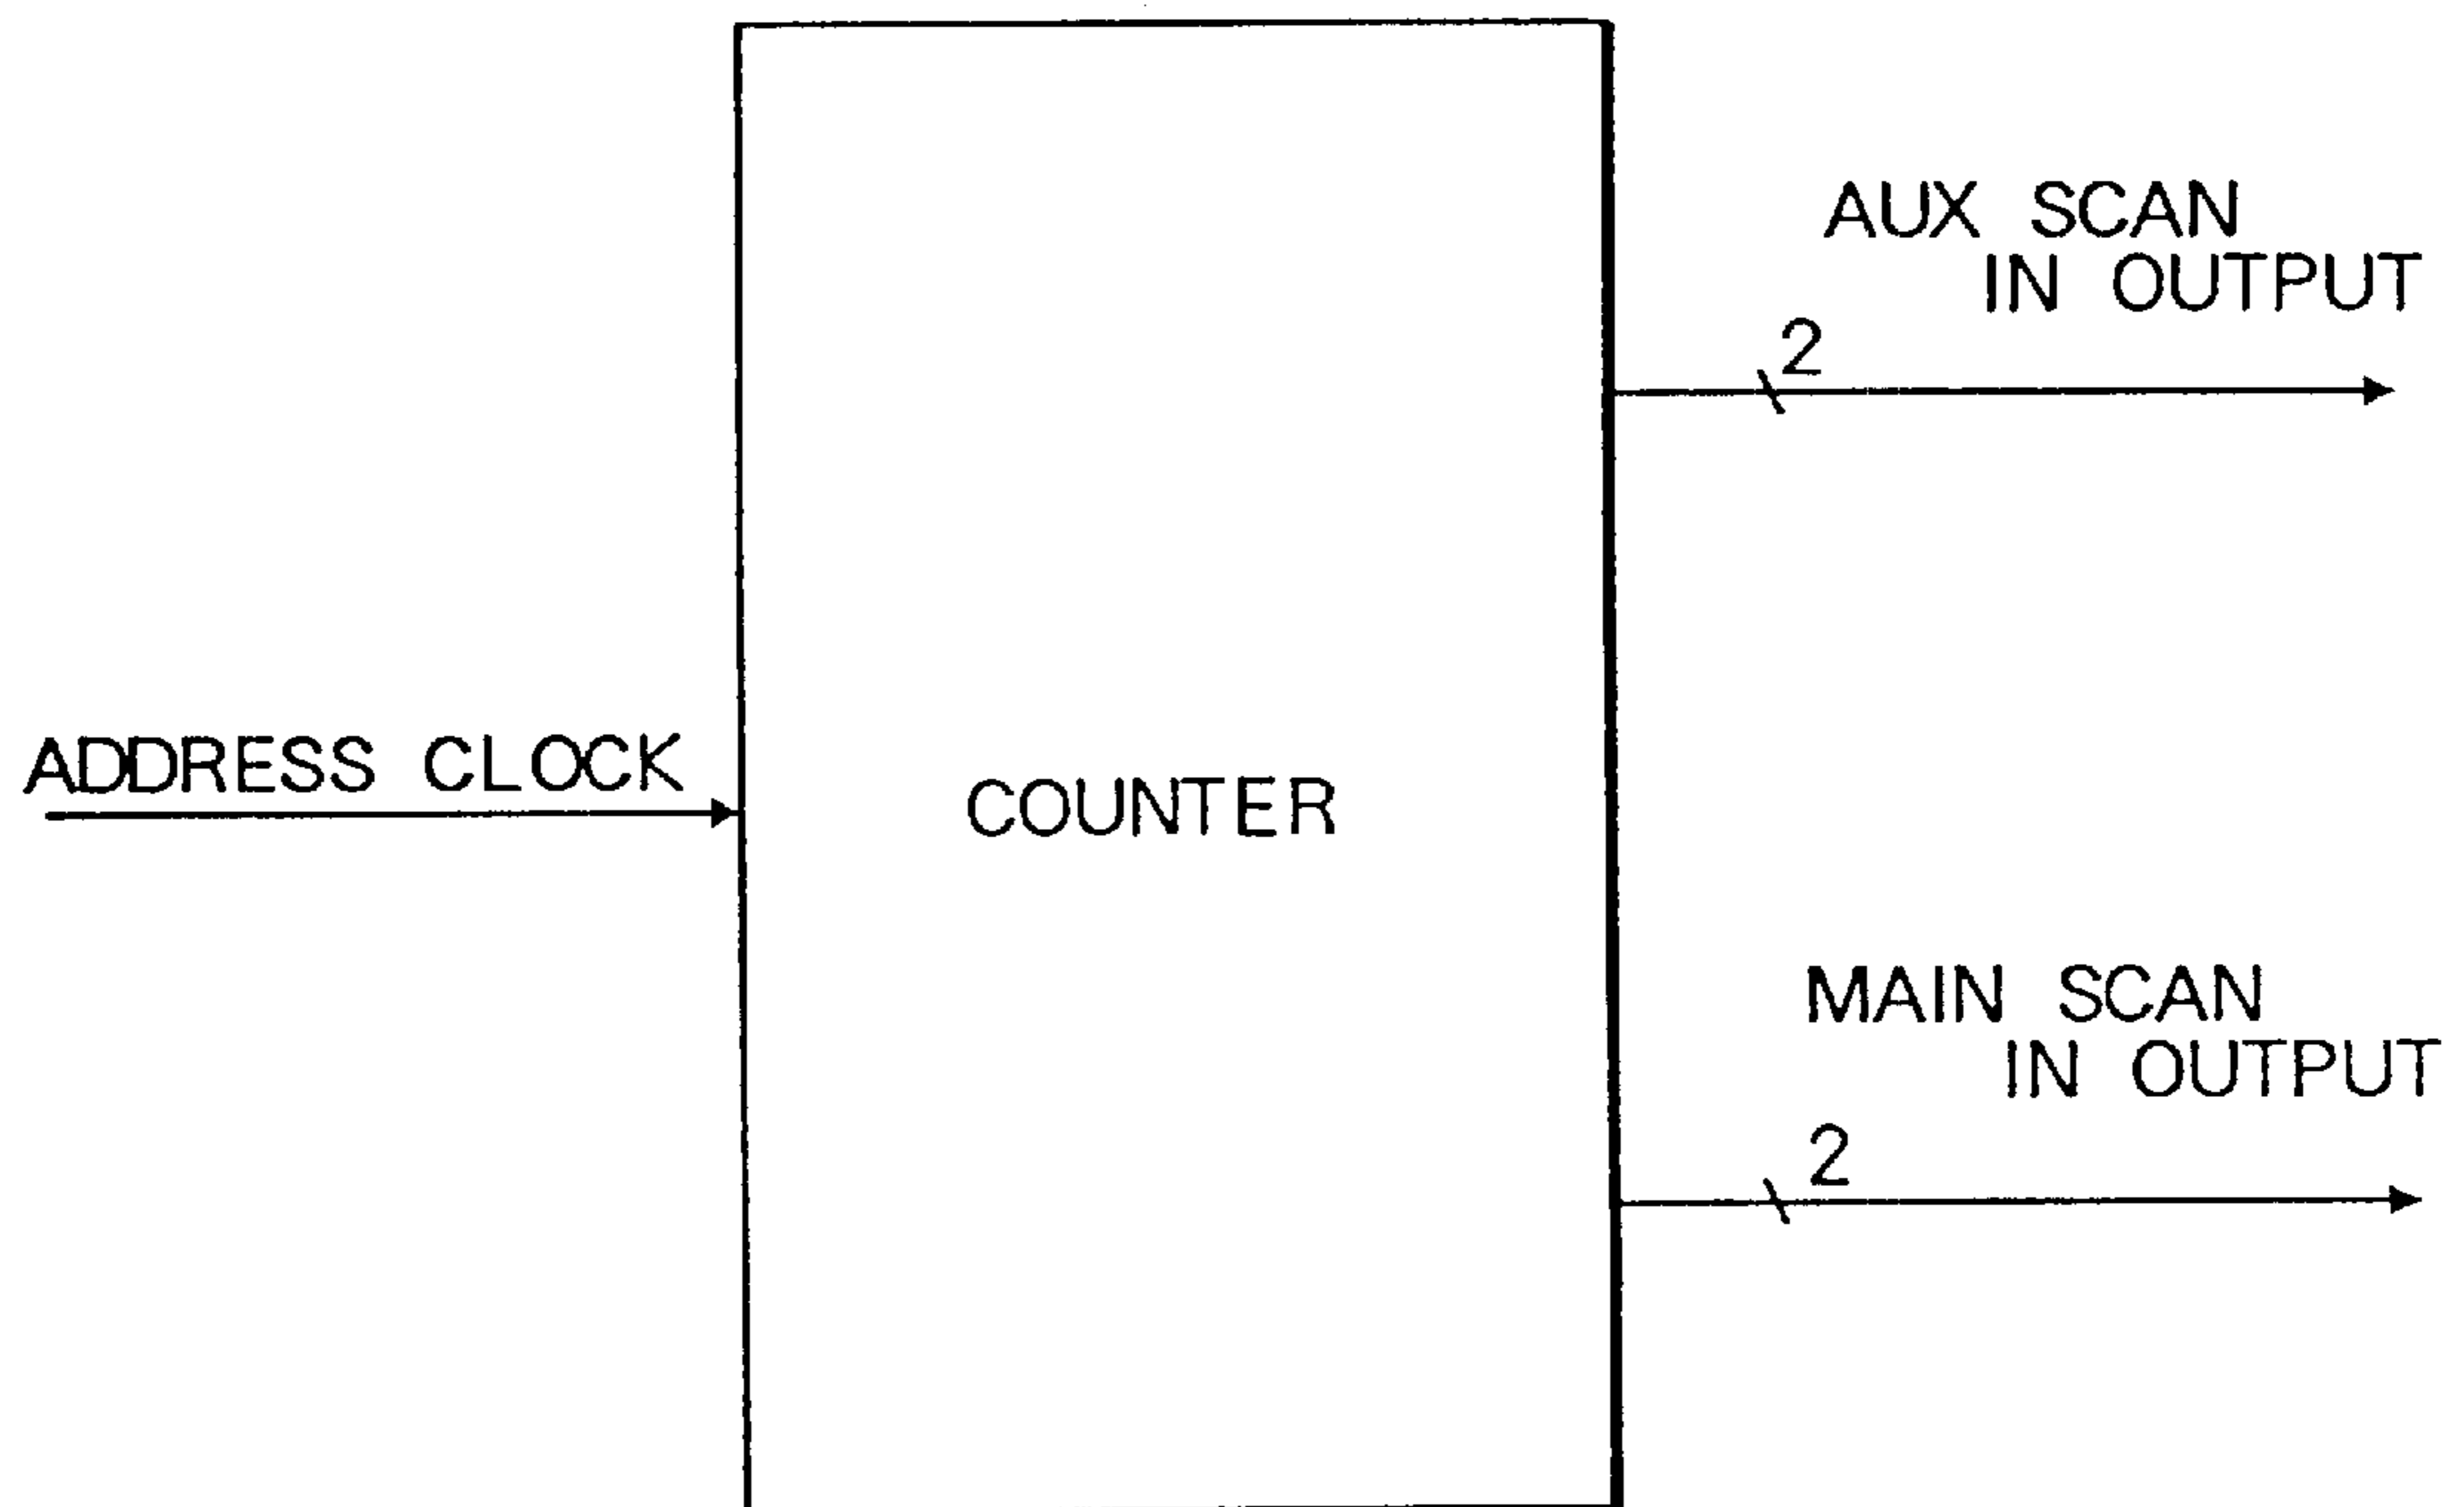 AUX SCAN
IN OUTPUT
2
ADDRESS CLOCK
COUNTER
MAIN SCAN
IN OUTPUT
2